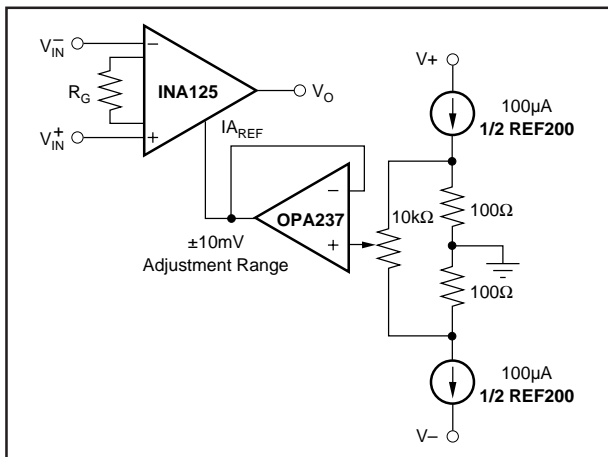 V–IN
RG
V+IN
–
+
INA125
VO
IAREF
–
+
OPA237
±10mV
Adjustment Range
10kΩ
V+
100µA
1/2 REF200
100Ω
100Ω
100µA
1/2 REF200
V–